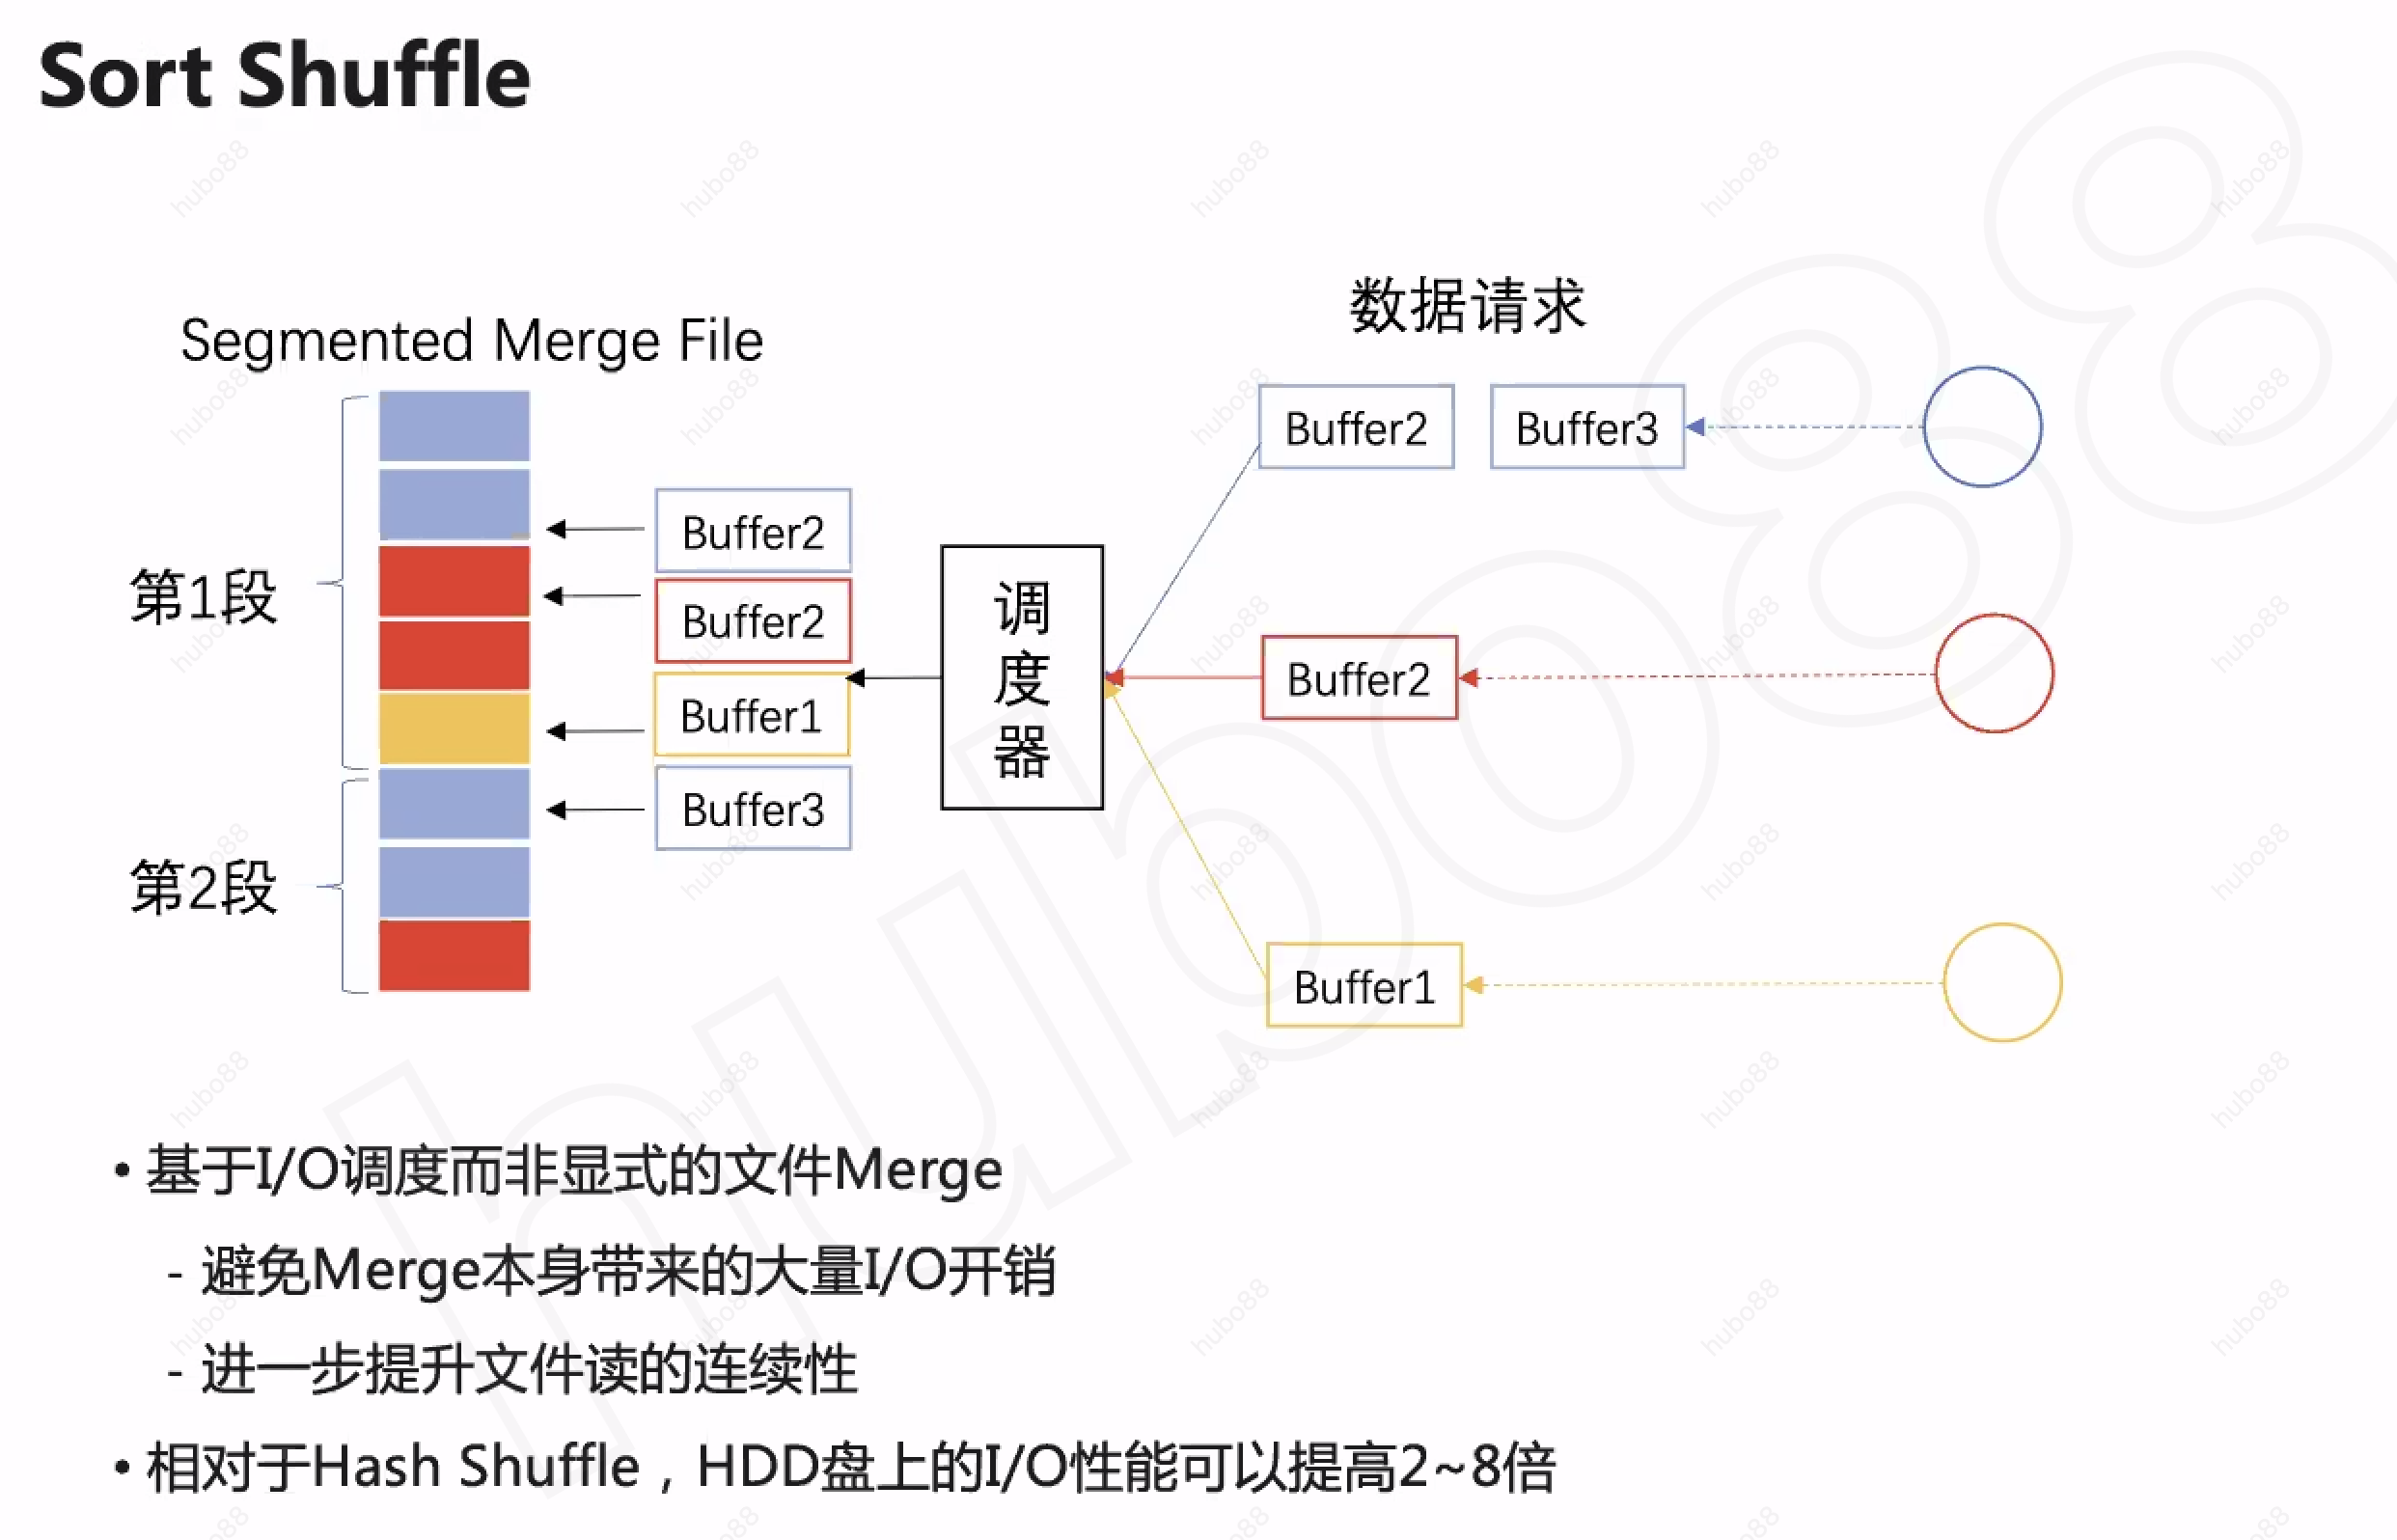 Sort Shuffle
数据请求
Segmented Merge File
Buffer2
Buffer3
Buffer2
第1段
Buffer2
Buffer2
Buffer1
调度器
Buffer3
第2段
Buffer1
• 基于I/O调度而非显式的文件Merge
- 避免Merge本身带来的大量I/O开销
- 进一步提升文件读的连续性
• 相对于Hash Shuffle，HDD盘上的I/O性能可以提高2~8倍
hubo88